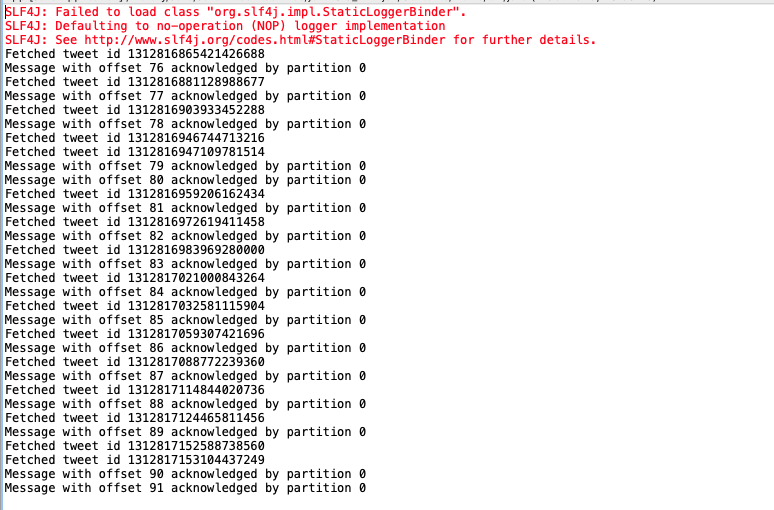 SLF4J: Failed to load class "org.slf4j.impl.StaticLoggerBinder".
SLF4J: Defaulting to no-operation (NOP) logger implementation
SLF4J: See http://www.slf4j.org/codes.html#StaticLoggerBinder for further details.
Fetched tweet id 1312816865421426688
Message with offset 76 acknowledged by partition 0
Fetched tweet id 1312816881128988677
Message with offset 77 acknowledged by partition 0
Fetched tweet id 1312816903933452288
Message with offset 78 acknowledged by partition 0
Fetched tweet id 1312816946744713216
Fetched tweet id 1312816947109781514
Message with offset 79 acknowledged by partition 0
Message with offset 80 acknowledged by partition 0
Fetched tweet id 1312816959206162434
Message with offset 81 acknowledged by partition 0
Fetched tweet id 1312816972619411458
Message with offset 82 acknowledged by partition 0
Fetched tweet id 1312816983969280000
Message with offset 83 acknowledged by partition 0
Fetched tweet id 1312817021000843264
Message with offset 84 acknowledged by partition 0
Fetched tweet id 1312817032581115904
Message with offset 85 acknowledged by partition 0
Fetched tweet id 1312817059307421696
Message with offset 86 acknowledged by partition 0
Fetched tweet id 1312817088772239360
Message with offset 87 acknowledged by partition 0
Fetched tweet id 1312817114844020736
Message with offset 88 acknowledged by partition 0
Fetched tweet id 1312817124465811456
Message with offset 89 acknowledged by partition 0
Fetched tweet id 1312817152588738560
Fetched tweet id 1312817153104437249
Message with offset 90 acknowledged by partition 0
Message with offset 91 acknowledged by partition 0